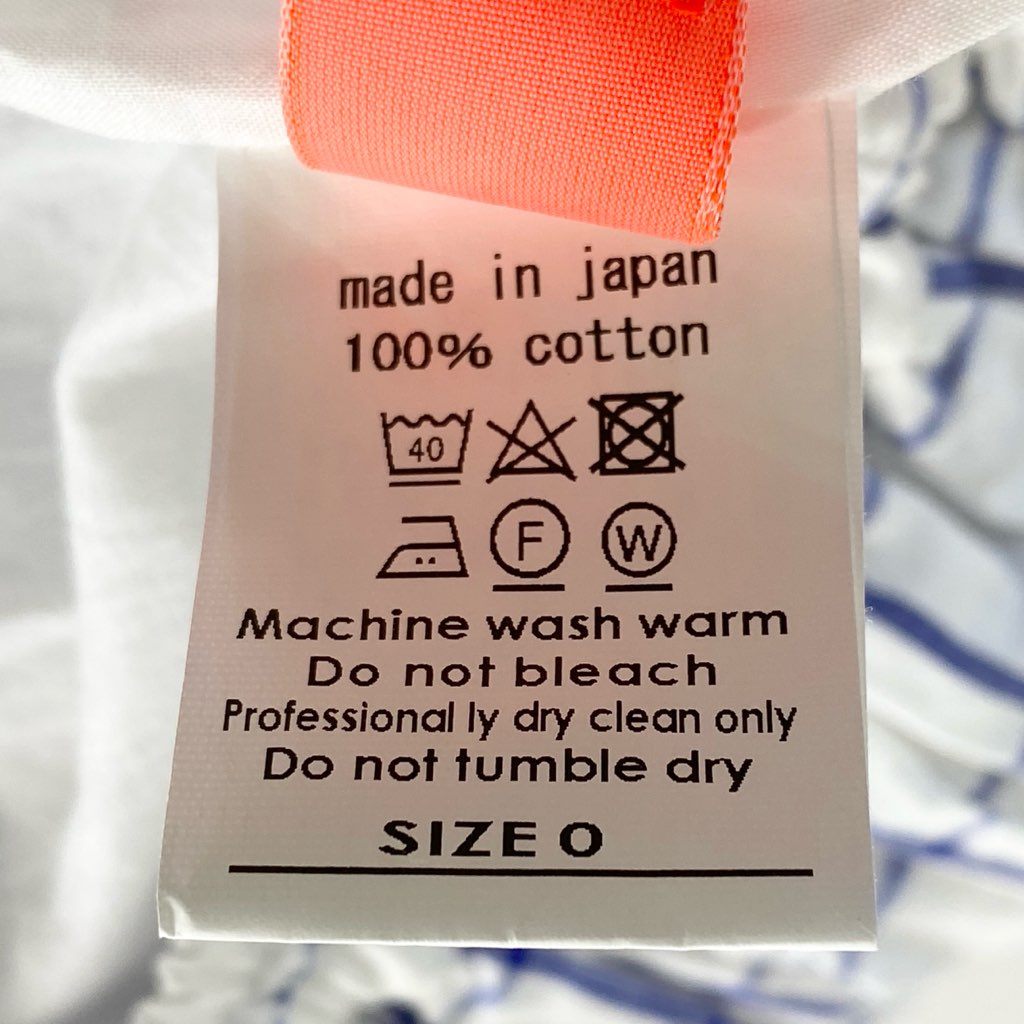 made in japan
100% cotton
40
F W
Machine wash warm
Do not bleach
Professional ly dry clean only
Do not tumble dry
SIZE 0